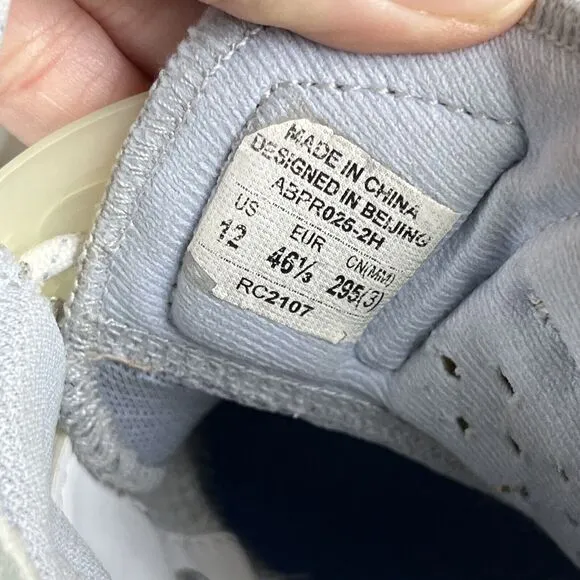 MADE IN CHINA
DESIGNED IN BEIJING
ABPR025-2H
US EUR CN(MM)
12 46⅓ 295(3)
RC2107